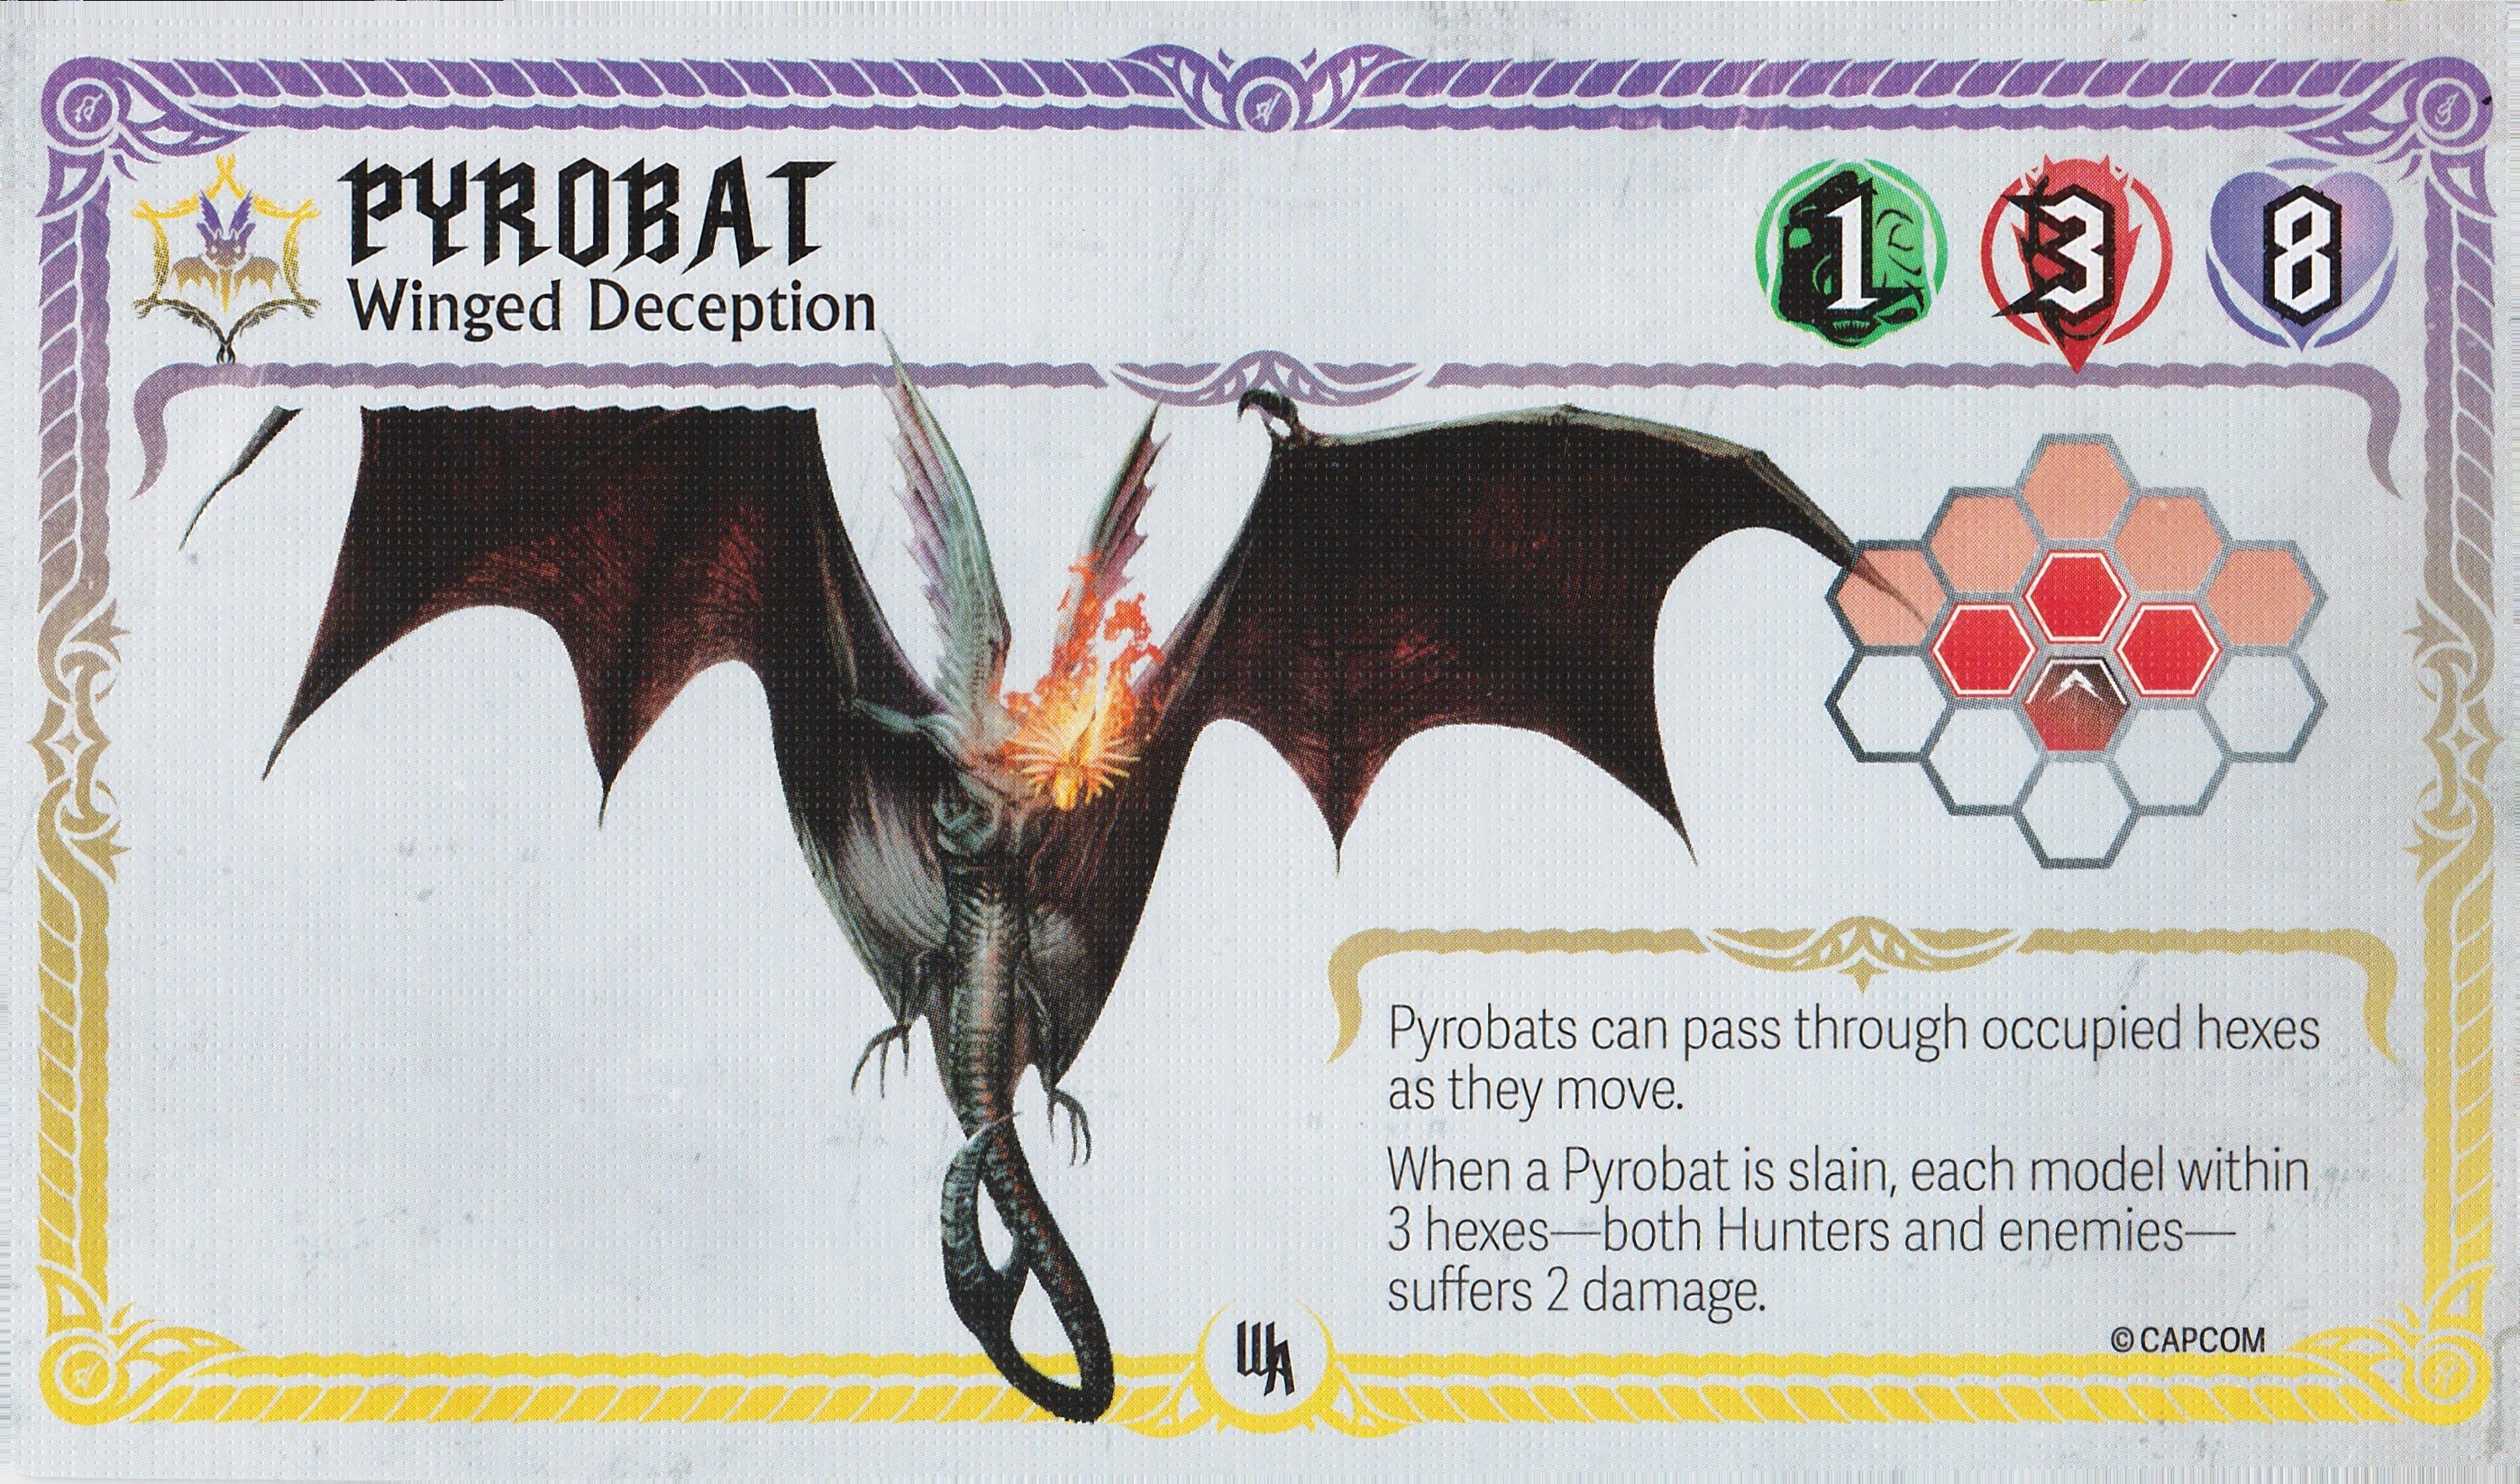 PYROBAT
Winged Deception
1 3 8
Pyrobats can pass through occupied hexes
as they move.
When a Pyrobat is slain, each model within
3 hexes—both Hunters and enemies—
suffers 2 damage.
WA
© CAPCOM